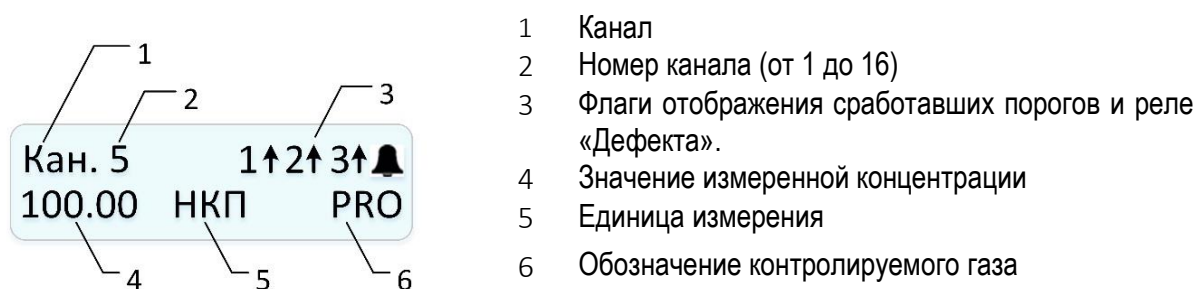 1
2
3
Кан. 5 1↑2↑3↑
100.00 НКП PRO
4
5
6
1 Канал
2 Номер канала (от 1 до 16)
3 Флаги отображения сработавших порогов и реле
«Дефекта».
4 Значение измеренной концентрации
5 Единица измерения
6 Обозначение контролируемого газа